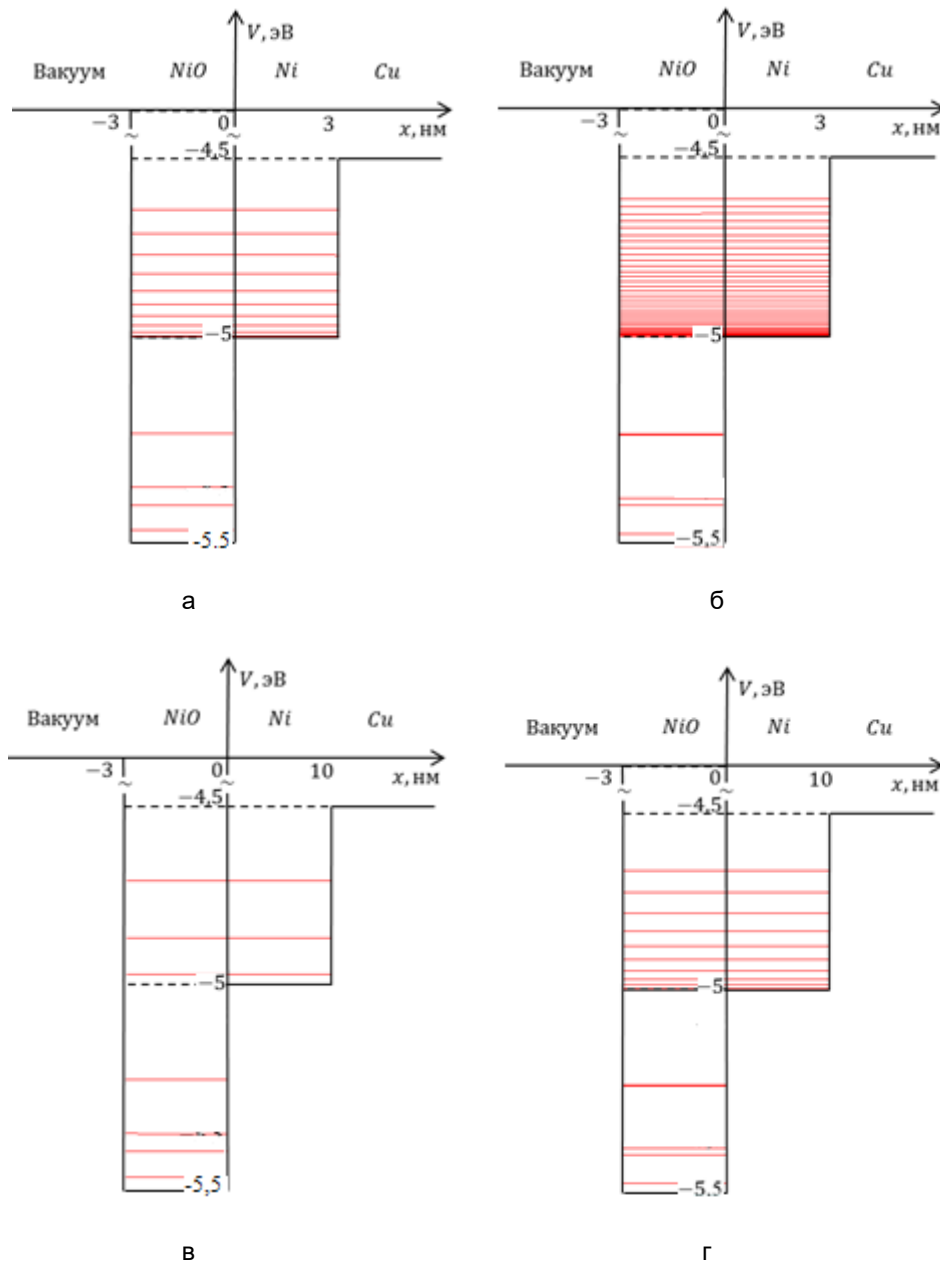 V, эВ
Вакуум NiO Ni Cu
−3 0 3 x, нм
~ ~
−4,5
−5
-5.5
а
V, эВ
Вакуум NiO Ni Cu
−3 0 3 x, нм
~ ~
−4,5
−5
−5,5
б
V, эВ
Вакуум NiO Ni Cu
−3 0 10 x, нм
~ ~
−4,5
−5
-5,5
в
V, эВ
Вакуум NiO Ni Cu
−3 0 10 x, нм
~ ~
−4,5
−5
−5.5
г